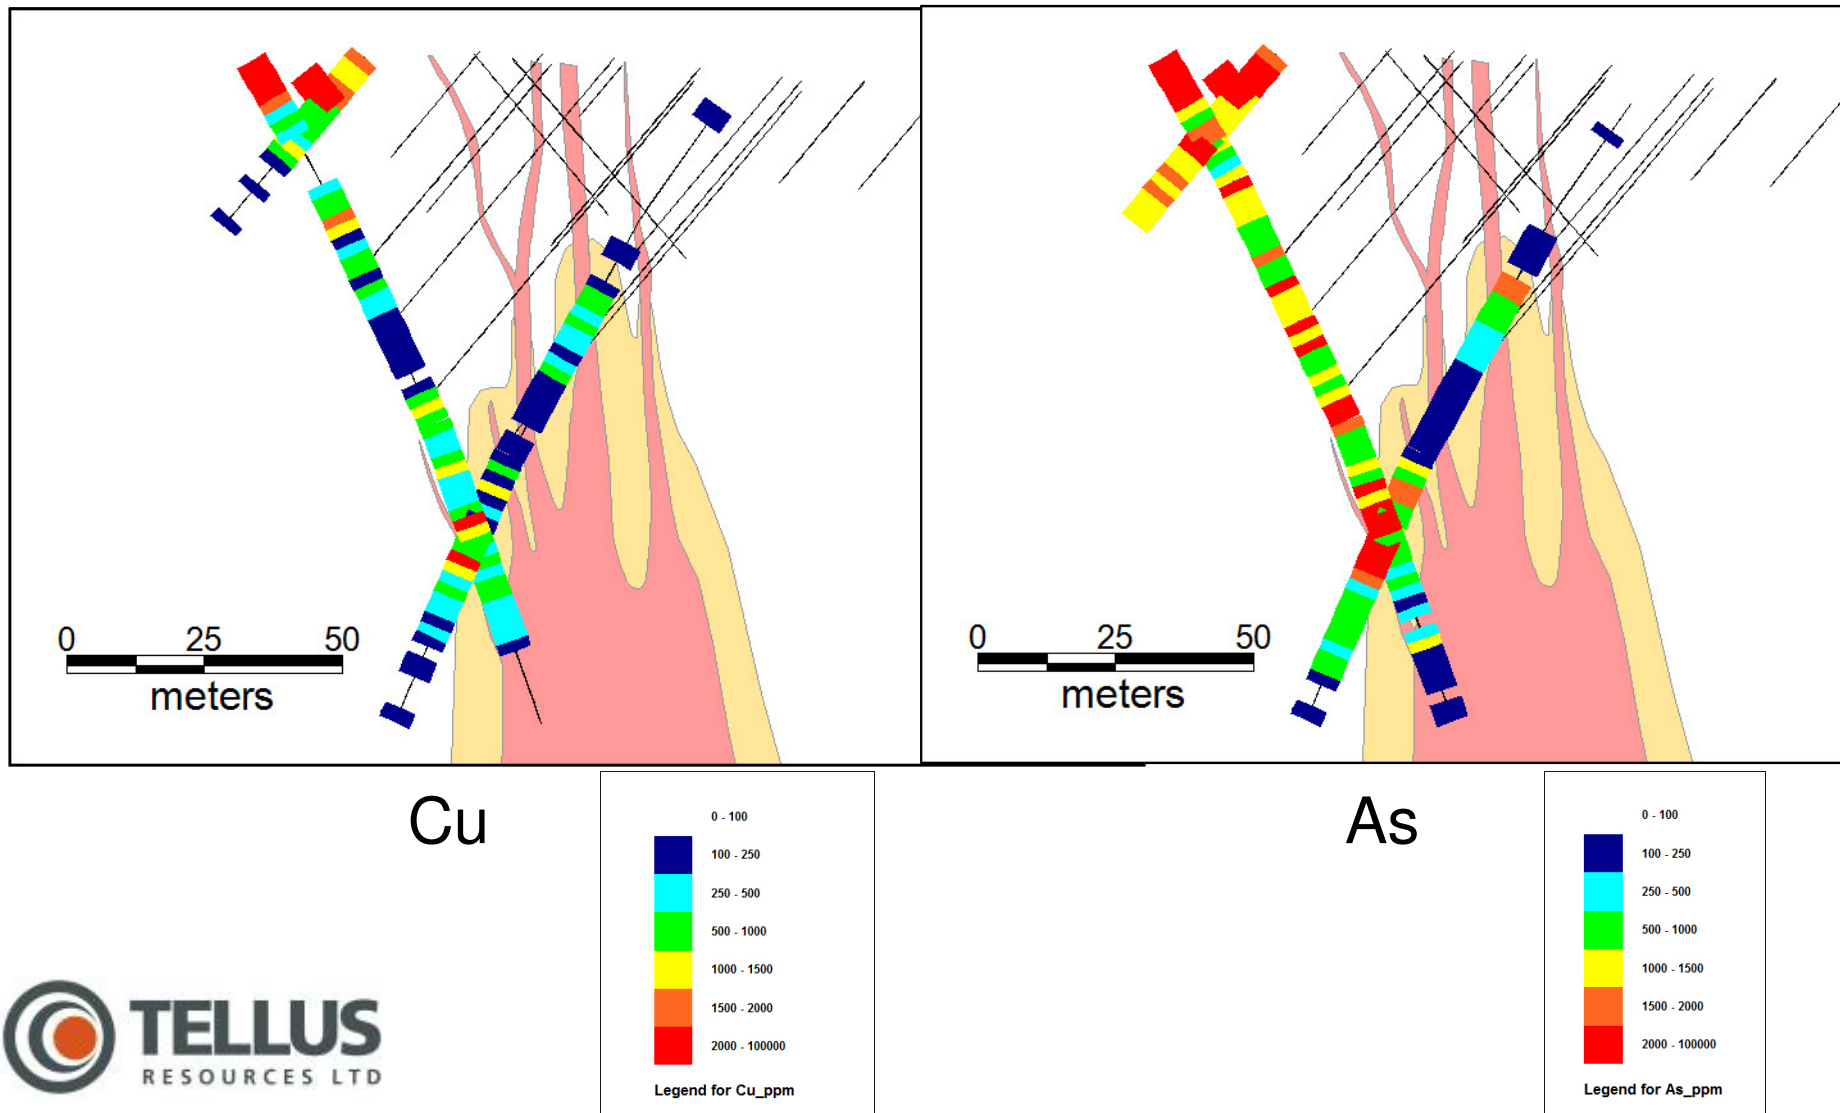 0 25 50
meters
0 25 50
meters
Cu
As
0 - 100
100 - 250
250 - 500
500 - 1000
1000 - 1500
1500 - 2000
2000 - 100000
Legend for Cu_ppm
0 - 100
100 - 250
250 - 500
500 - 1000
1000 - 1500
1500 - 2000
2000 - 100000
Legend for As_ppm
TELLUS
RESOURCES LTD